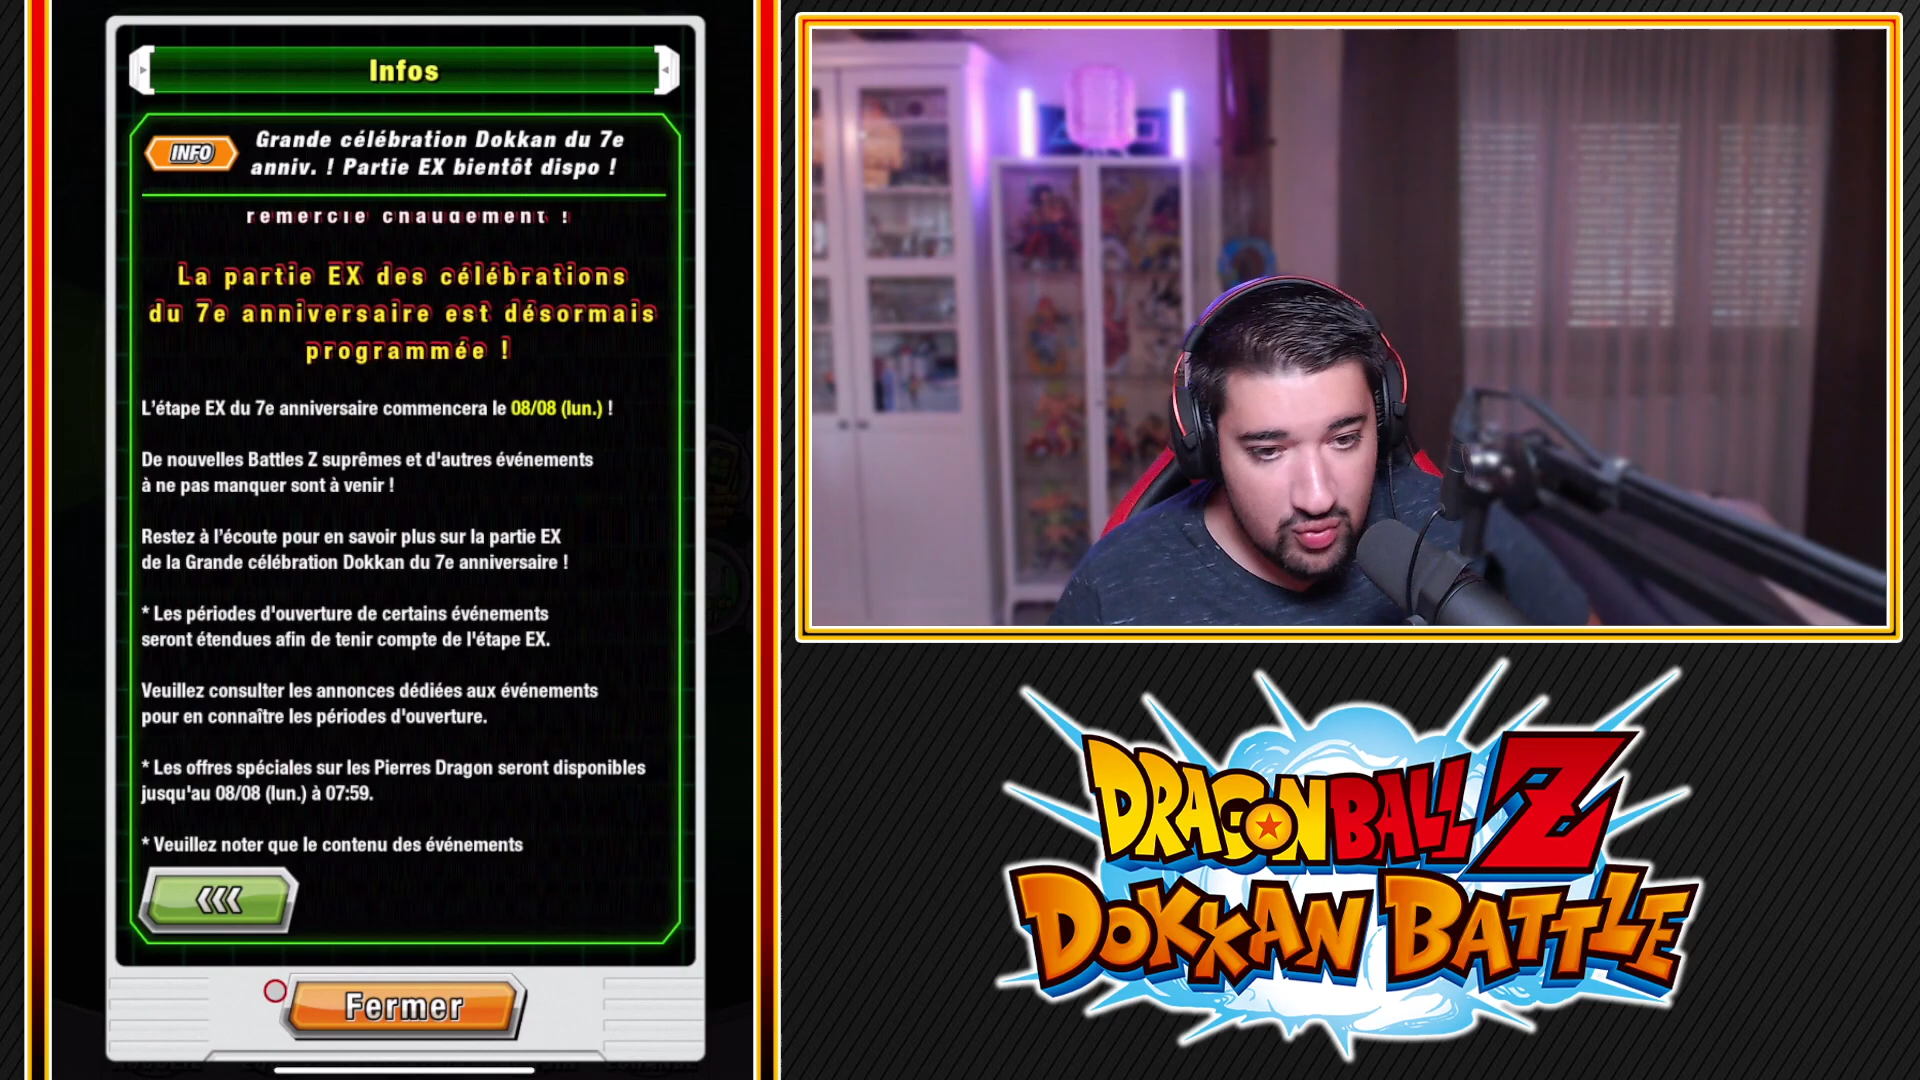 Infos
INFO
Grande célébration Dokkan du 7e
anniv. ! Partie EX bientôt dispo !
remercie chaudement !
La partie EX des célébrations
du 7e anniversaire est désormais
programmée !
L'étape EX du 7e anniversaire commencera le 08/08 (lun.) !
De nouvelles Battles Z suprêmes et d'autres événements
à ne pas manquer sont à venir !
Restez à l'écoute pour en savoir plus sur la partie EX
de la Grande célébration Dokkan du 7e anniversaire !
* Les périodes d'ouverture de certains événements
seront étendues afin de tenir compte de l'étape EX.
Veuillez consulter les annonces dédiées aux événements
pour en connaître les périodes d'ouverture.
* Les offres spéciales sur les Pierres Dragon seront disponibles
jusqu'au 08/08 (lun.) à 07:59.
* Veuillez noter que le contenu des événements
Fermer
DRAGON BALL Z
DOKKAN BATTLE